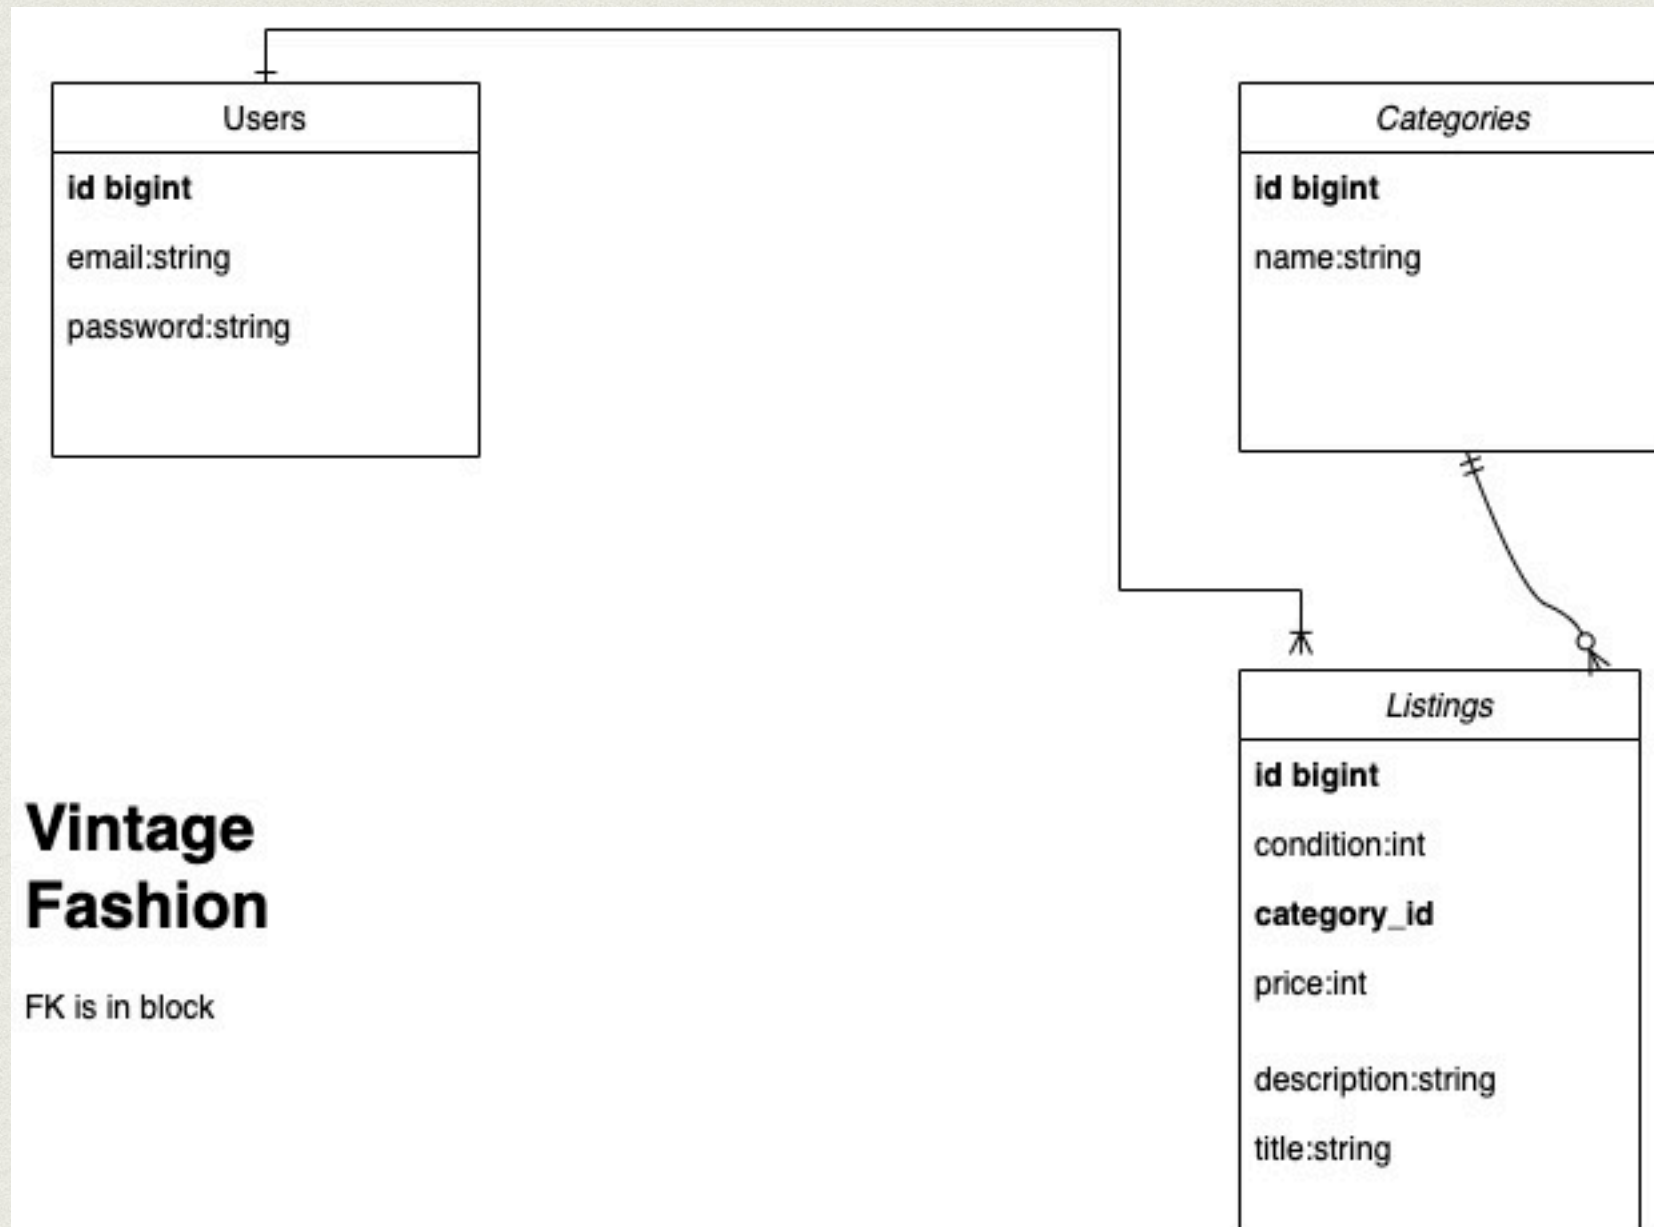 Users
id bigint
email:string
password:string
Categories
id bigint
name:string
Listings
id bigint
condition:int
category_id
price:int
description:string
title:string
Vintage
Fashion
FK is in block